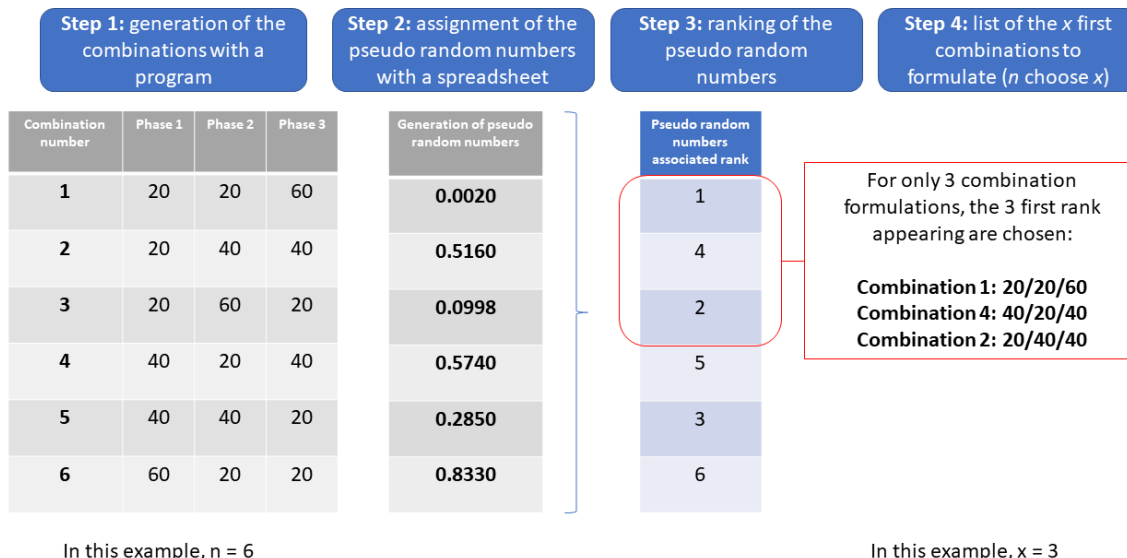 Step 1: generation of the
combinations with a
program
Step 2: assignment of the
pseudo random numbers
with a spreadsheet
Step 3: ranking of the
pseudo random
numbers
Step 4: list of the x first
combinations to
formulate (n choose x)
Combination
number
Phase 1
Phase 2
Phase 3
1 20 20 60
2 20 40 40
3 20 60 20
4 40 20 40
5 40 40 20
6 60 20 20
Generation of pseudo
random numbers
0.0020
0.5160
0.0998
0.5740
0.2850
0.8330
Pseudo random
numbers
associated rank
1
4
2
5
3
6
For only 3 combination
formulations, the 3 first rank
appearing are chosen:
Combination 1: 20/20/60
Combination 4: 40/20/40
Combination 2: 20/40/40
In this example, n = 6
In this example, x = 3